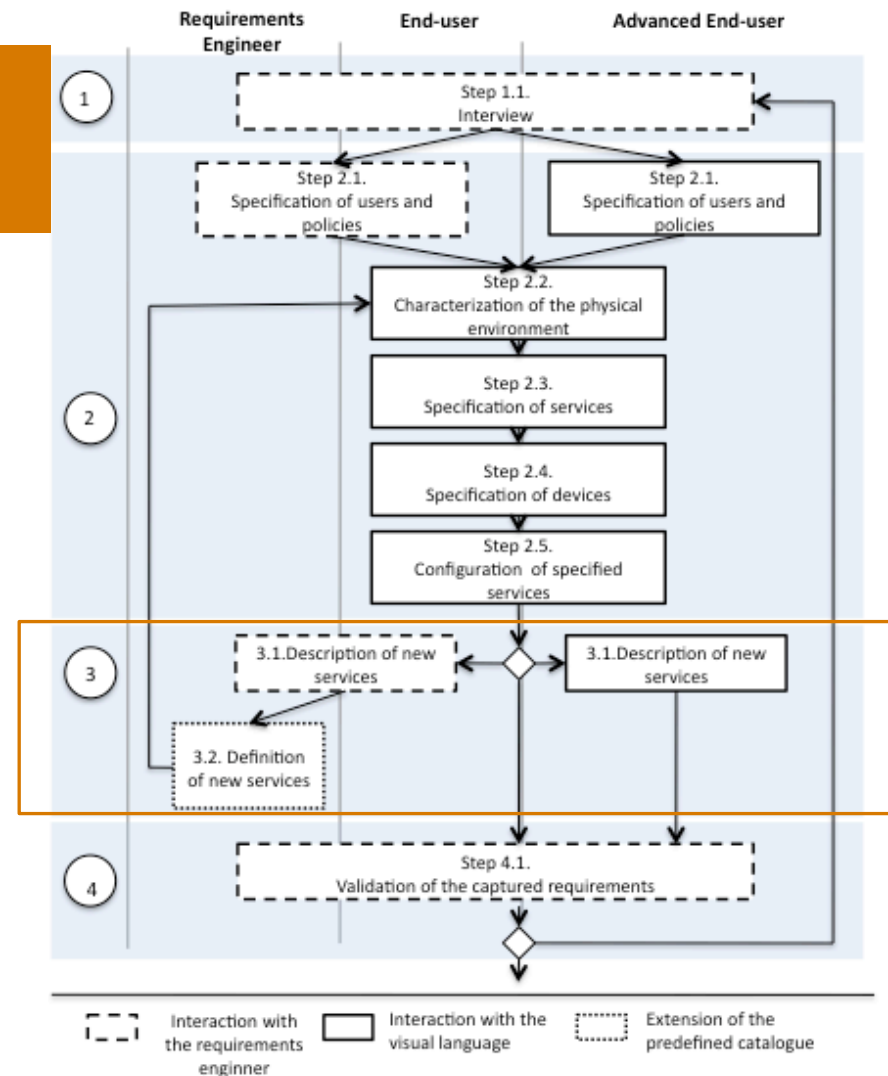 Requirements
Engineer
End-user
Advanced End-user
1
Step 1.1.
Interview
Step 2.1.
Specification of users and
policies
Step 2.1.
Specification of users and
policies
Step 2.2.
Characterization of the physical
environment
2
Step 2.3.
Specification of services
Step 2.4.
Specification of devices
Step 2.5.
Configuration of specified
services
3
3.1.Description of new
services
3.1.Description of new
services
3.2. Definition
of new services
4
Step 4.1.
Validation of the captured requirements
Interaction with
the requirements
enginner
Interaction with the
visual language
Extension of the
predefined catalogue